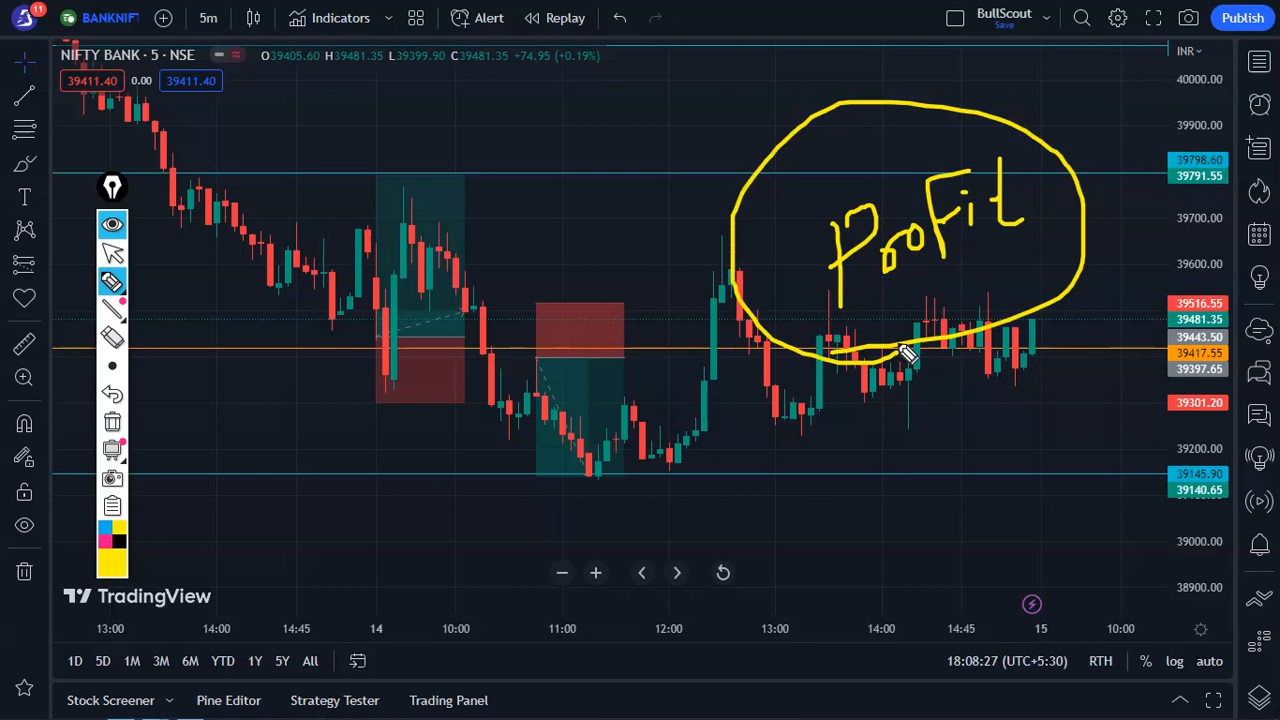 11
BANKNIFT
5m
Indicators
Alert
Replay
BullScout
Save
Publish
NIFTY BANK · 5 · NSE
O39405.60 H39481.35 L39399.90 C39481.35 +74.95 (+0.19%)
INR
39411.40
0.00
39411.40
40000.00
39900.00
39798.60
39791.55
39700.00
39600.00
39516.55
39481.35
39443.50
39417.55
39397.65
39301.20
39200.00
39145.90
39140.65
39000.00
38900.00
ProFit
TradingView
13:00
14:00
14:45
14
10:00
11:00
12:00
13:00
14:00
14:45
15
10:00
1D 5D 1M 3M 6M YTD 1Y 5Y All
18:08:27 (UTC+5:30)
RTH
%
log
auto
Stock Screener
Pine Editor
Strategy Tester
Trading Panel